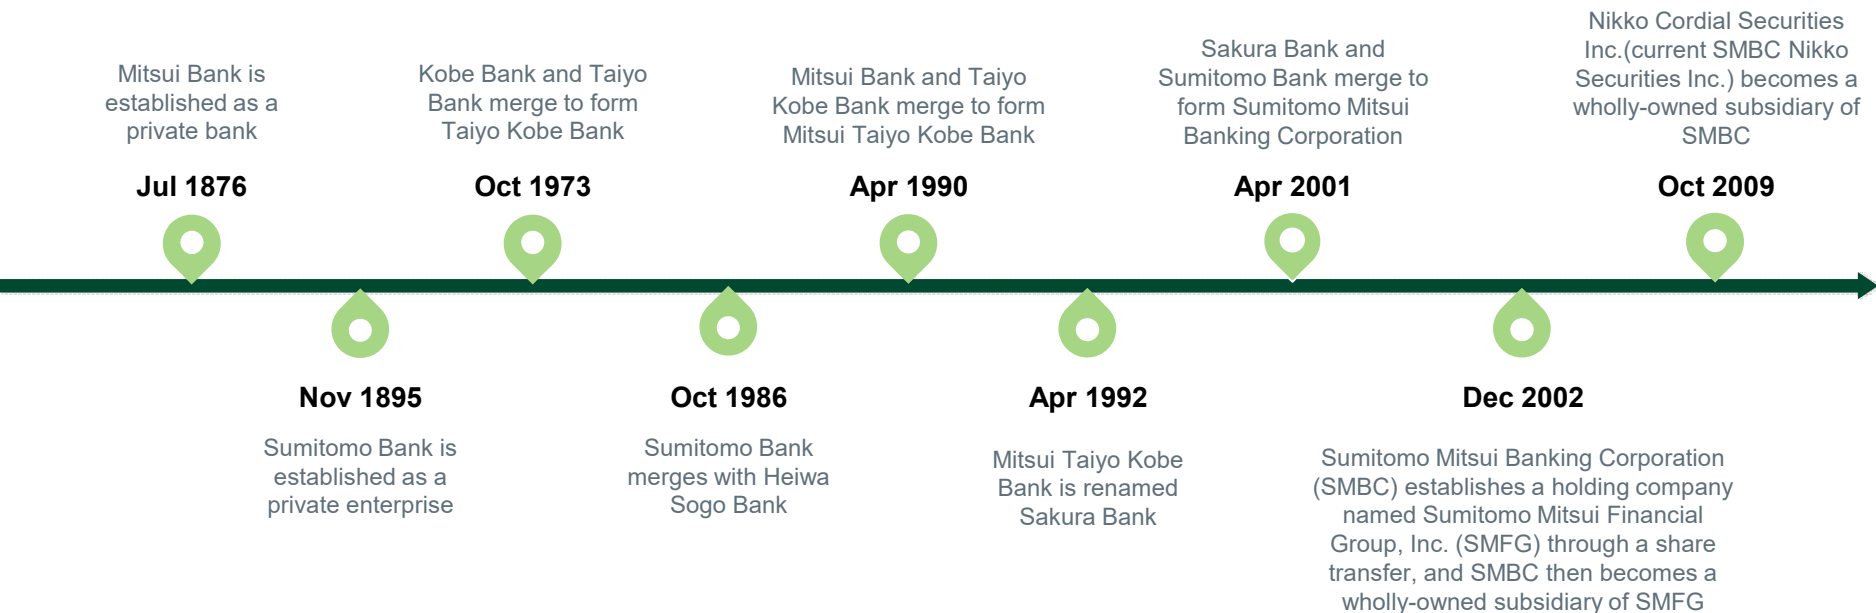 Mitsui Bank is
established as a
private bank
Jul 1876
Kobe Bank and Taiyo
Bank merge to form
Taiyo Kobe Bank
Oct 1973
Mitsui Bank and Taiyo
Kobe Bank merge to form
Mitsui Taiyo Kobe Bank
Apr 1990
Sakura Bank and
Sumitomo Bank merge to
form Sumitomo Mitsui
Banking Corporation
Apr 2001
Nikko Cordial Securities
Inc.(current SMBC Nikko
Securities Inc.) becomes a
wholly-owned subsidiary of
SMBC
Oct 2009
Nov 1895
Sumitomo Bank is
established as a
private enterprise
Oct 1986
Sumitomo Bank
merges with Heiwa
Sogo Bank
Apr 1992
Mitsui Taiyo Kobe
Bank is renamed
Sakura Bank
Dec 2002
Sumitomo Mitsui Banking Corporation
(SMBC) establishes a holding company
named Sumitomo Mitsui Financial
Group, Inc. (SMFG) through a share
transfer, and SMBC then becomes a
wholly-owned subsidiary of SMFG